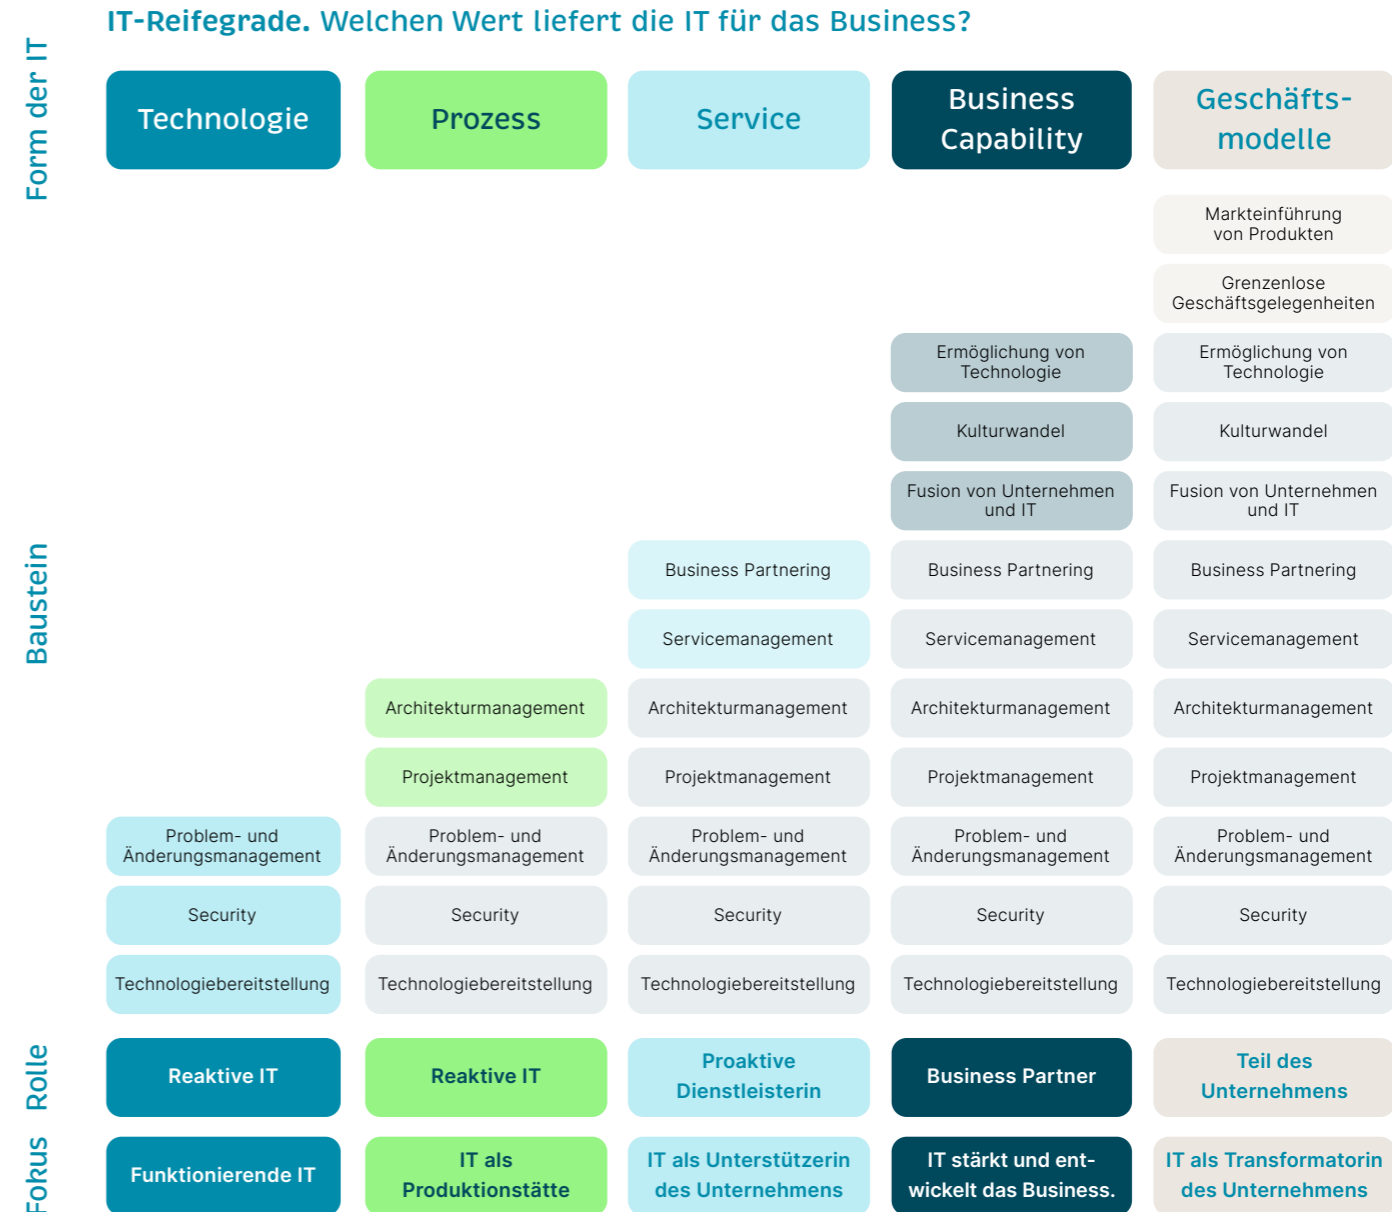 IT-Reifegrade. Welchen Wert liefert die IT für das Business?
Form der IT
Technologie
Prozess
Service
Business
Capability
Geschäfts-
modelle
Baustein
Markteinführung
von Produkten
Grenzenlose
Geschäftsgelegenheiten
Ermöglichung von
Technologie
Ermöglichung von
Technologie
Kulturwandel
Kulturwandel
Fusion von Unternehmen
und IT
Fusion von Unternehmen
und IT
Business Partnering
Business Partnering
Business Partnering
Servicemanagement
Servicemanagement
Servicemanagement
Architekturmanagement
Architekturmanagement
Architekturmanagement
Architekturmanagement
Projektmanagement
Projektmanagement
Projektmanagement
Projektmanagement
Problem- und
Änderungsmanagement
Problem- und
Änderungsmanagement
Problem- und
Änderungsmanagement
Problem- und
Änderungsmanagement
Problem- und
Änderungsmanagement
Security
Security
Security
Security
Security
Technologiebereitstellung
Technologiebereitstellung
Technologiebereitstellung
Technologiebereitstellung
Technologiebereitstellung
Rolle
Reaktive IT
Reaktive IT
Proaktive
Dienstleisterin
Business Partner
Teil des
Unternehmens
Fokus
Funktionierende IT
IT als
Produktionstätte
IT als Unterstützerin
des Unternehmens
IT stärkt und ent-
wickelt das Business.
IT als Transformatorin
des Unternehmens